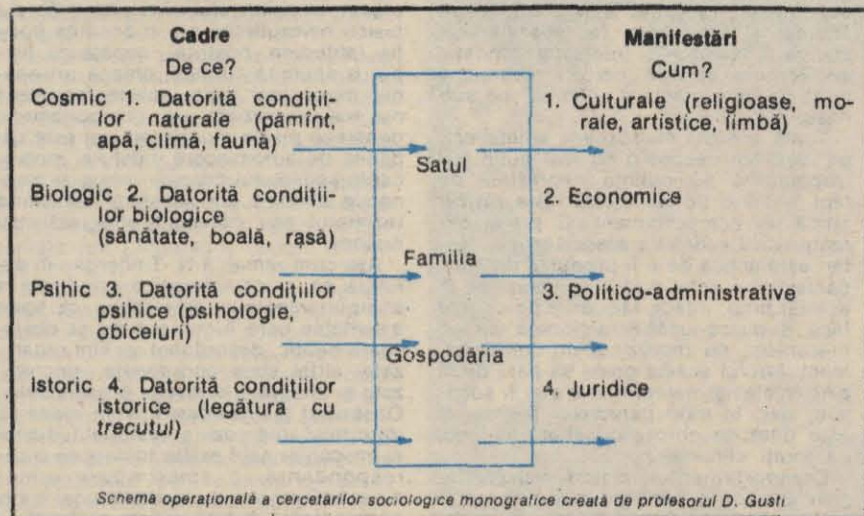 Cadre
De ce?
Cosmic 1. Datorită condiții-
lor naturale (pămînt,
apă, climă, faună)
Biologic 2. Datorită condiții-
lor biologice
(sănătate, boală, rasă)
Psihic 3. Datorită condițiilor
psihice (psihologie,
obiceiuri)
Istoric 4. Datorită condițiilor
istorice (legătura cu
trecutul)
Satul
Familia
Gospodăria
Manifestări
Cum?
1. Culturale (religioase, mo-
rale, artistice, limbă)
2. Economice
3. Politico-administrative
4. Juridice
Schema operațională a cercetărilor sociologice monografice creată de profesorul D. Gusti